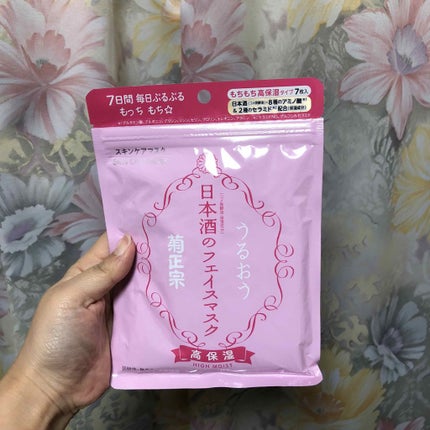 7日間 毎日ぷるぷる
もっち もち☆
もちもち高保湿タイプ 7枚入
日本酒
8種のアミノ酸
& 2種のセラミド
配合
スキンケアマスク
うるおう
日本酒のフェイスマスク
菊正宗
高保湿
HIGH MOIST